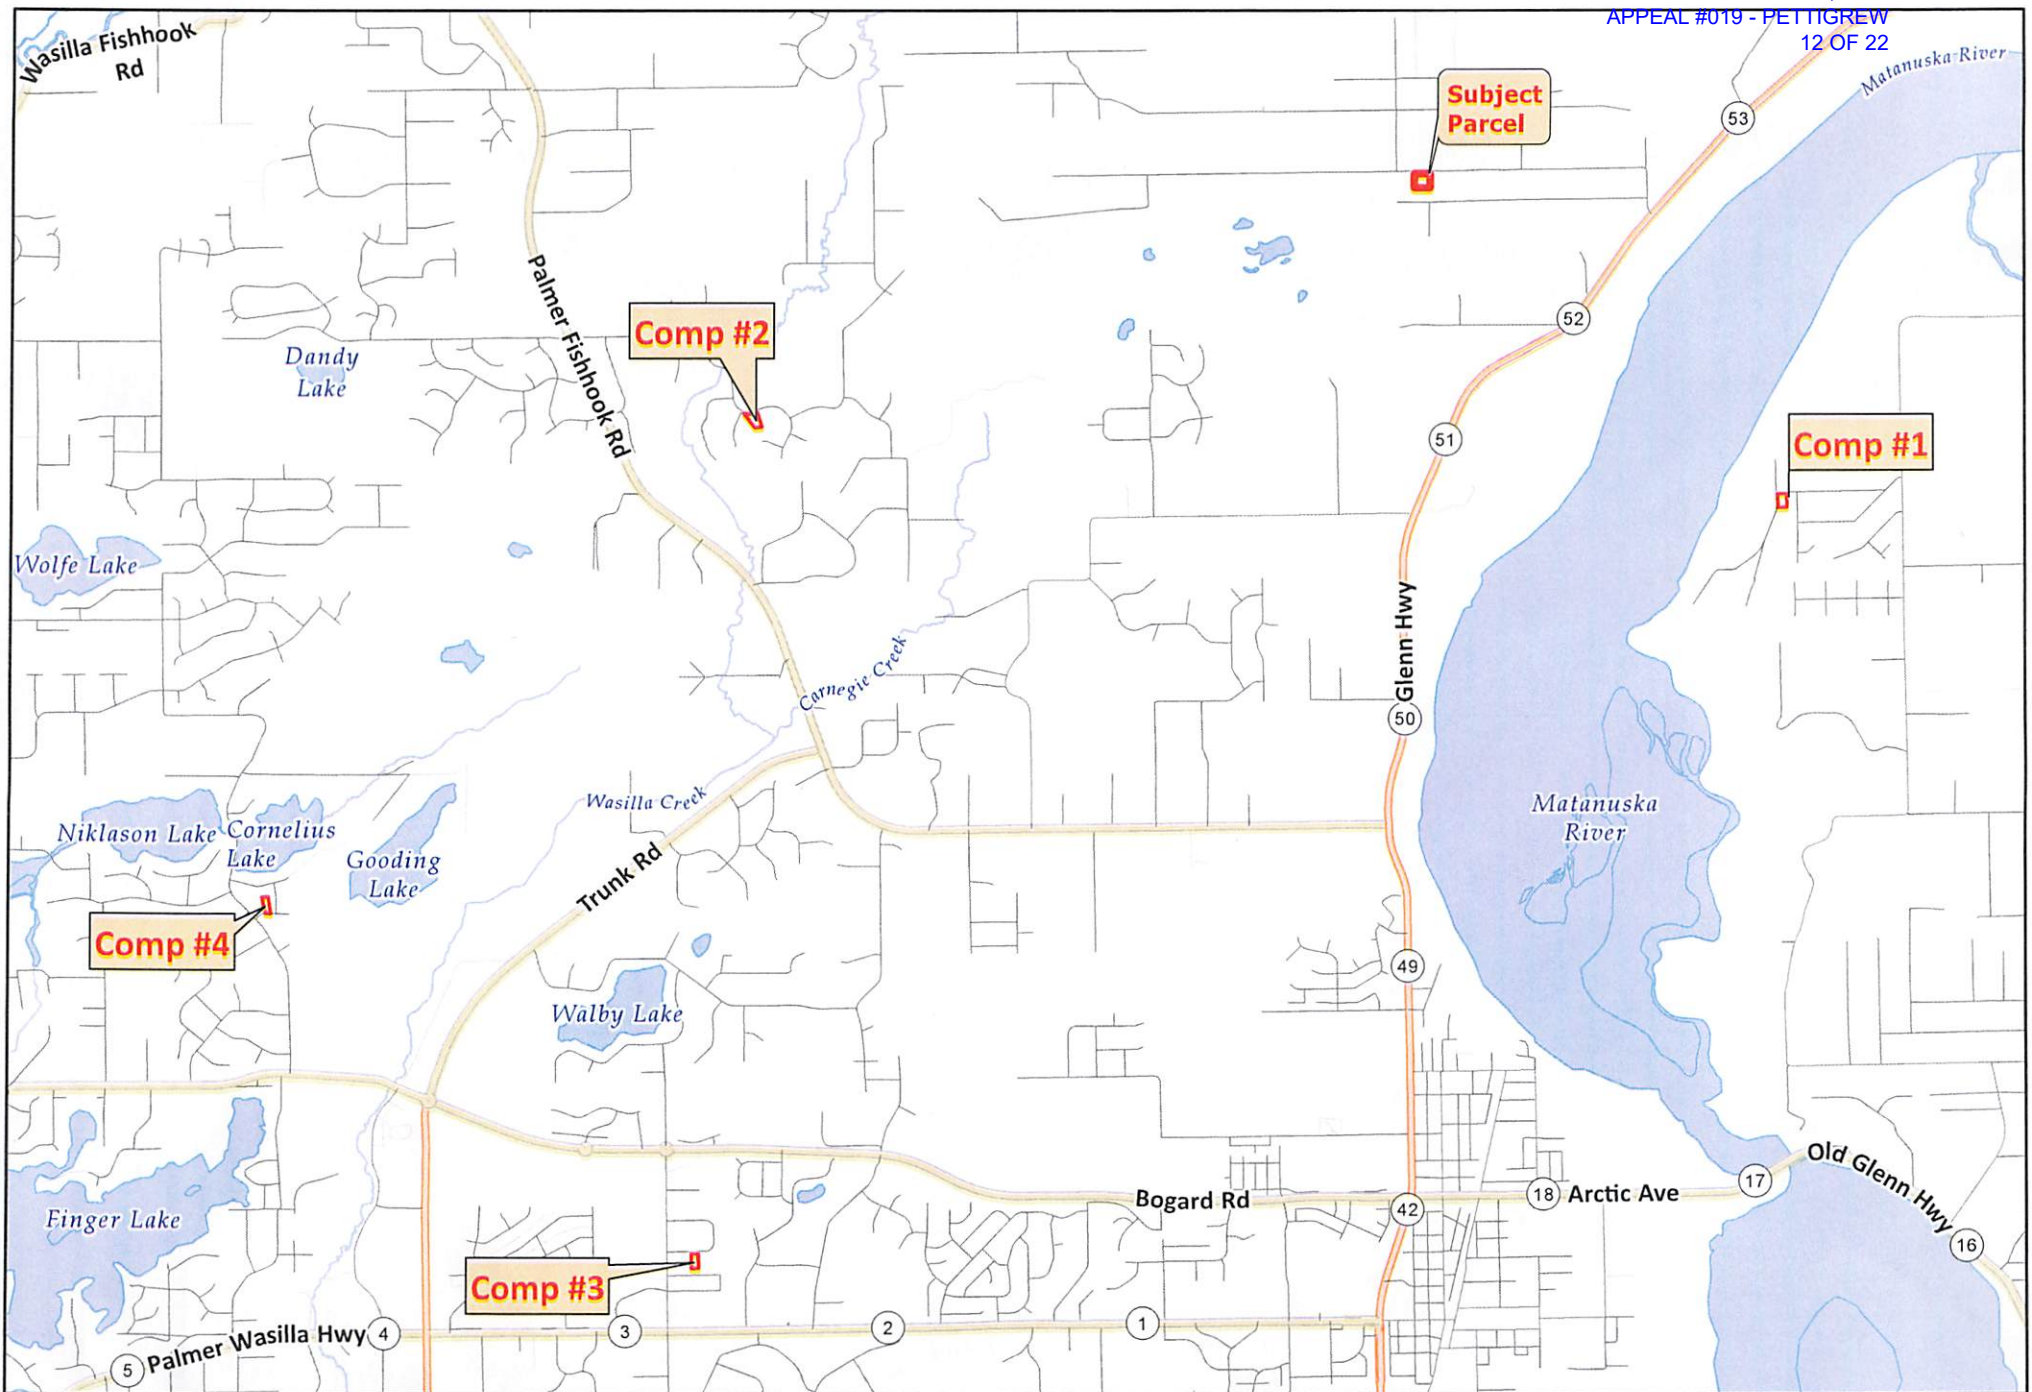 APPEAL #019 - PETTIGREW
12 OF 22
Wasilla Fishhook
Rd
Matanuska River
Subject
Parcel
53
Palmer Fishhook Rd
Comp #2
52
Dandy
Lake
51
Comp #1
Wolfe Lake
Glenn Hwy
Carnegie Creek
50
Wasilla Creek
Matanuska
River
Niklason Lake
Cornelius
Lake
Gooding
Lake
Trunk Rd
Comp #4
49
Walby Lake
Old Glenn Hwy
17
Bogard Rd
42
18
Arctic Ave
16
Finger Lake
Comp #3
Palmer Wasilla Hwy
5
4
3
2
1